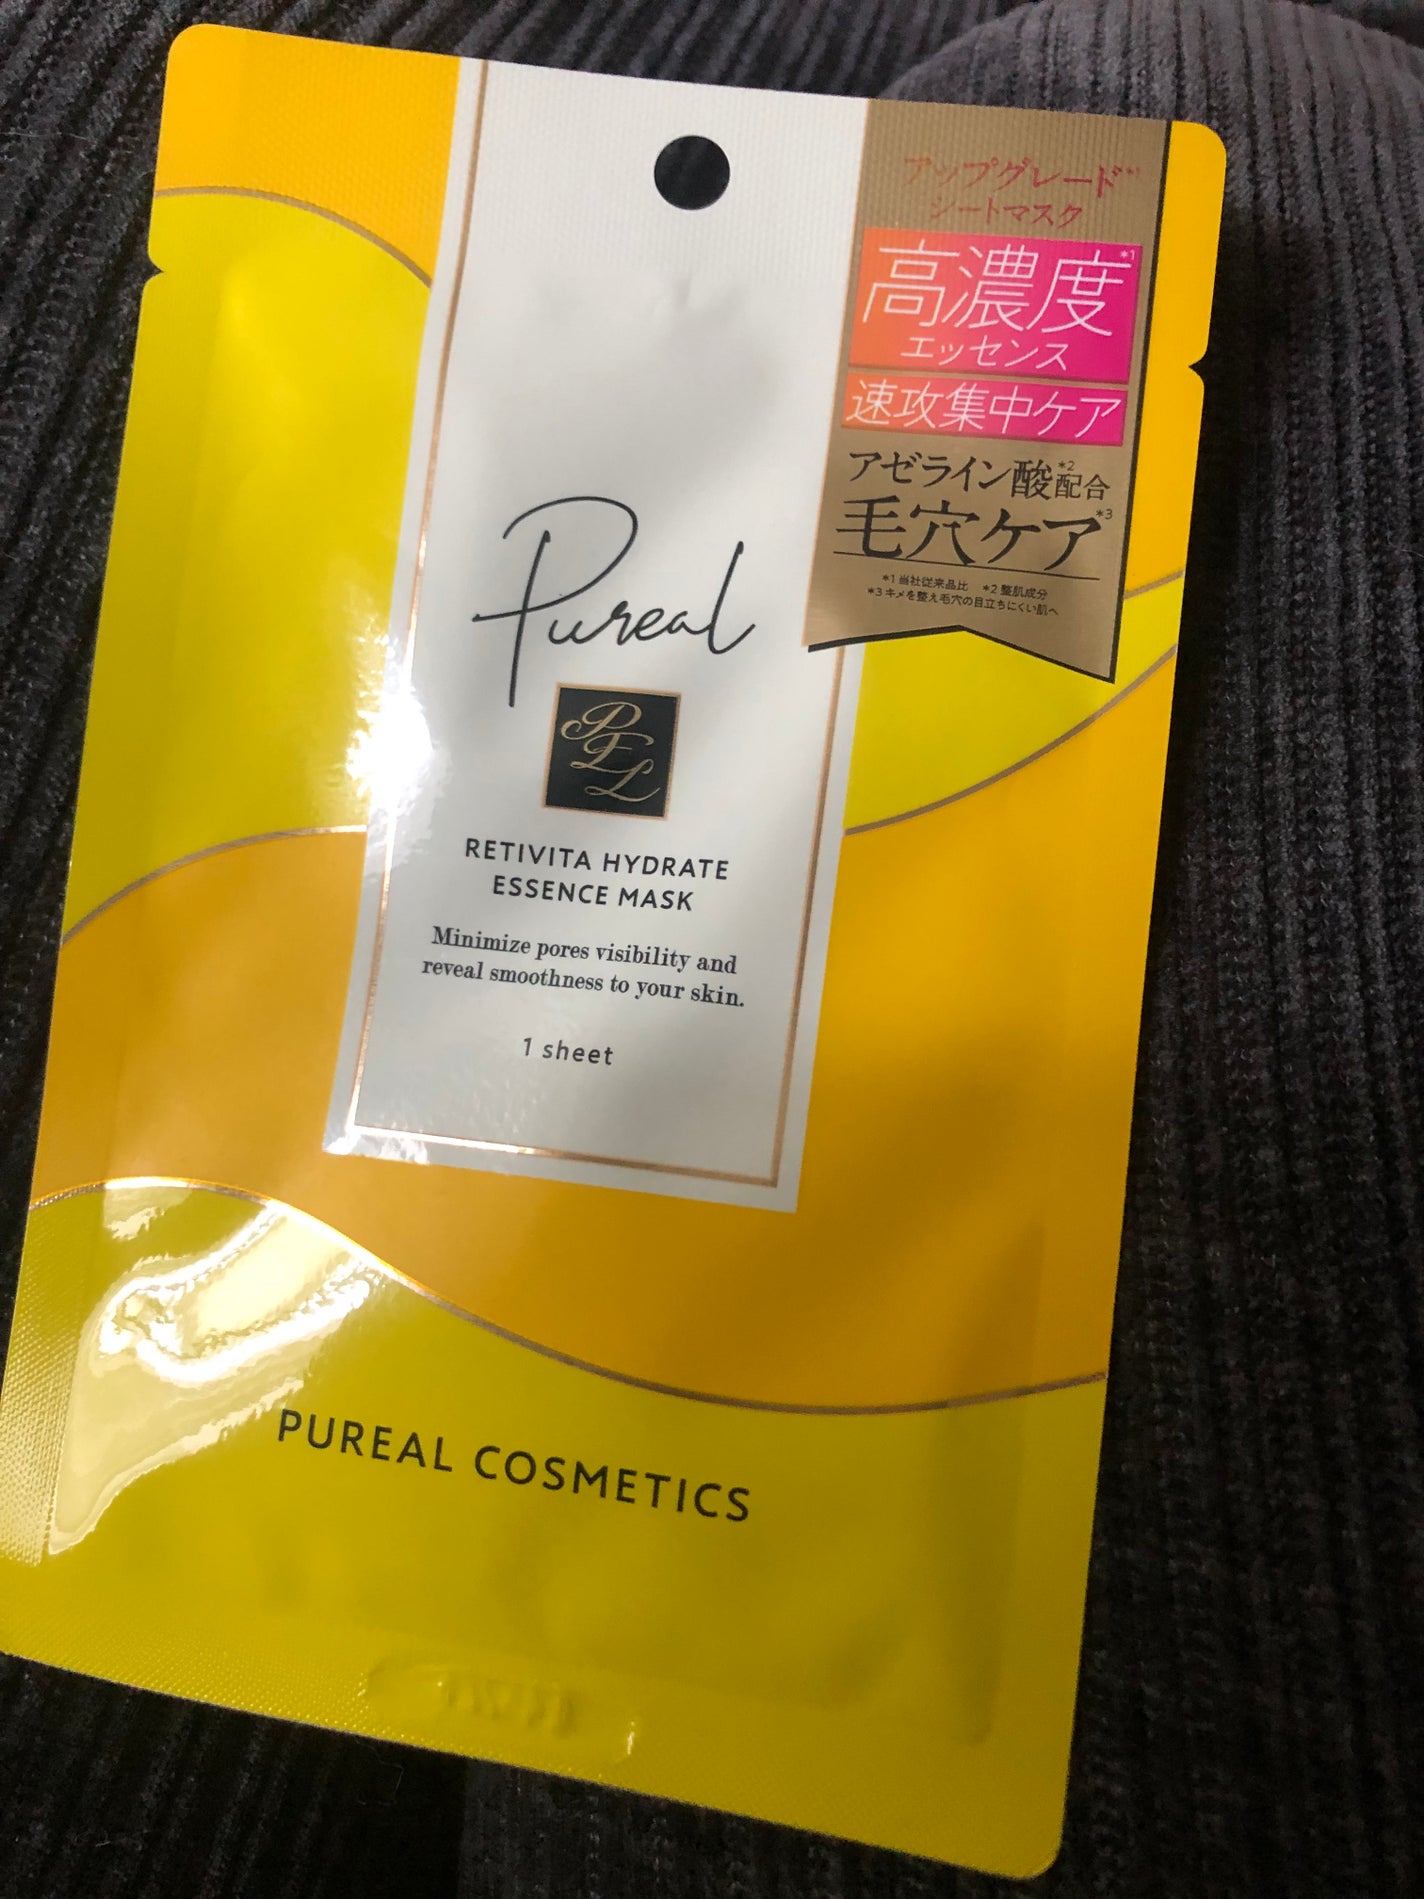 アップグレード*1
シートマスク
高濃度*1
エッセンス
速攻集中ケア
アゼライン酸*2配合
毛穴ケア*3
*1 当社従来品比 *2 整肌成分
*3 キメを整え毛穴の目立ちにくい肌へ
Pureal
PEL
RETIVITA HYDRATE
ESSENCE MASK
Minimize pores visibility and
reveal smoothness to your skin.
1 sheet
PUREAL COSMETICS